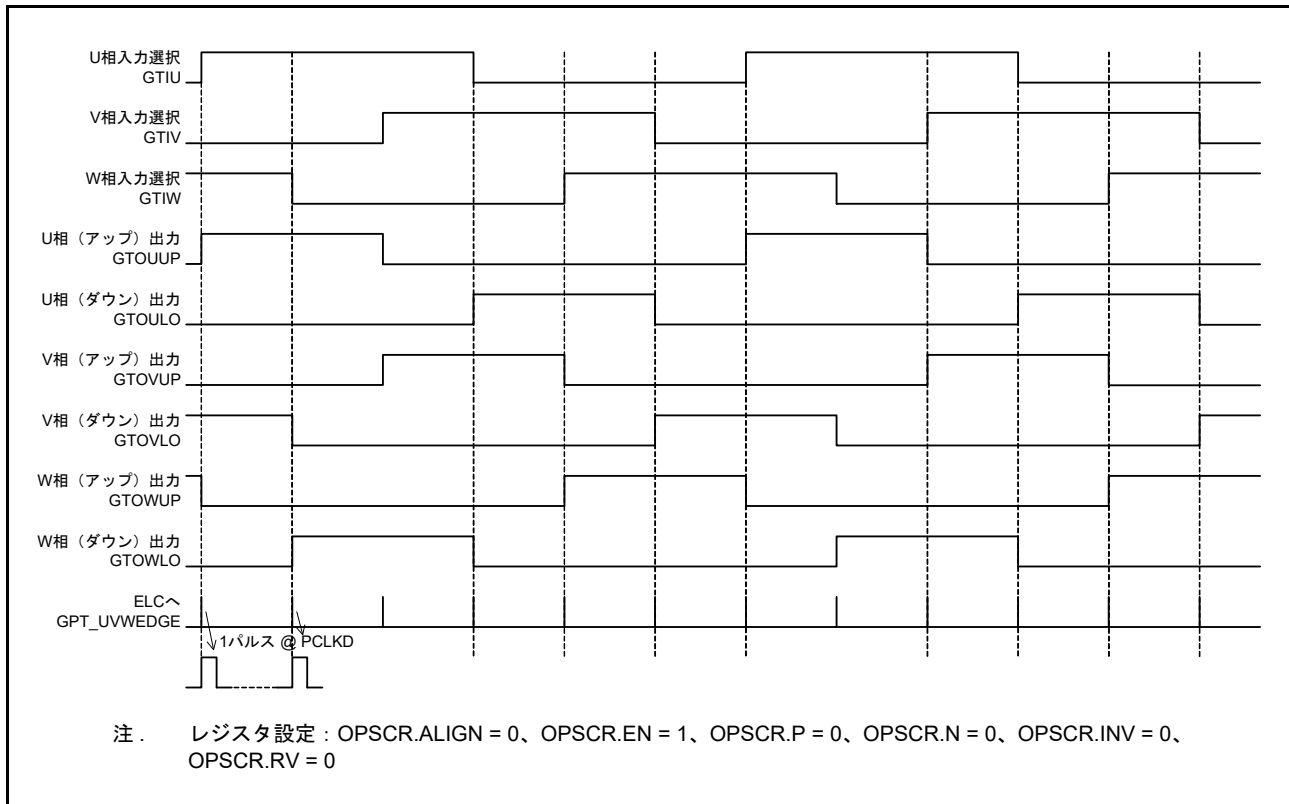 U相入力選択
GTIU
V相入力選択
GTIV
W相入力選択
GTIW
U相（アップ）出力
GTOUUP
U相（ダウン）出力
GTOULO
V相（アップ）出力
GTOVUP
V相（ダウン）出力
GTOVLO
W相（アップ）出力
GTOWUP
W相（ダウン）出力
GTOWLO
ELCへ
GPT_UVWEDGE
1パルス @ PCLKD
注 . レジスタ設定：OPSCR.ALIGN = 0、OPSCR.EN = 1、OPSCR.P = 0、OPSCR.N = 0、OPSCR.INV = 0、
OPSCR.RV = 0